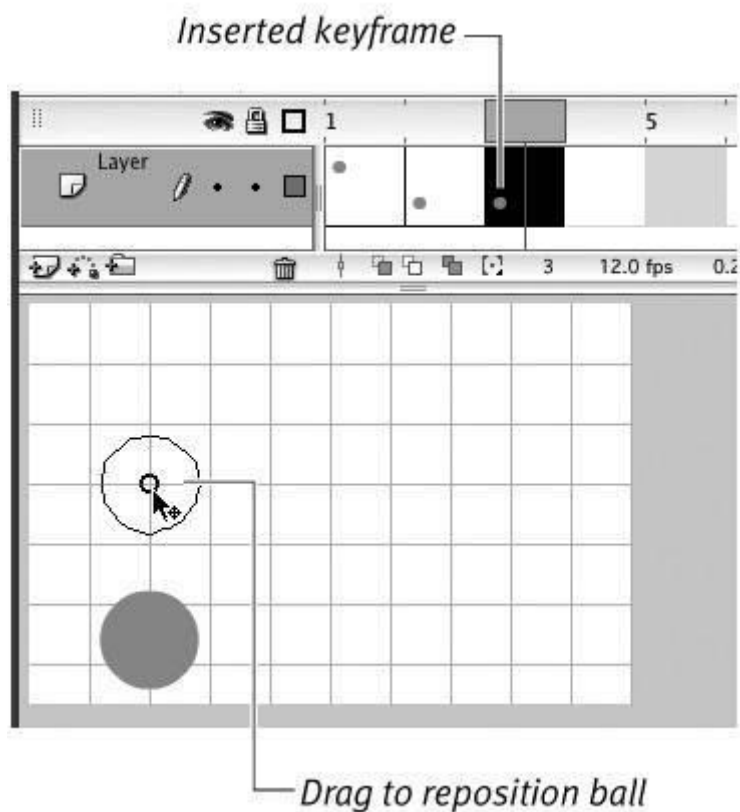 Inserted keyframe
1 5
Layer
3 12.0 fps 0.2
Drag to reposition ball